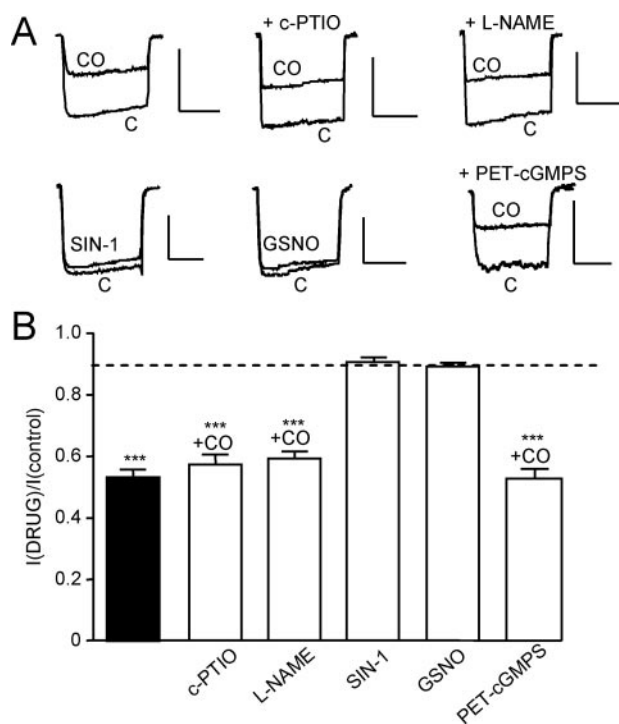 A
+ c-PTIO
+ L-NAME
CO
CO
CO
C
C
C
+ PET-cGMPS
SIN-1
GSNO
CO
C
C
C
B
I(DRUG)/I(control)
1.0
0.8
0.6
0.4
0.2
0
***
***
+CO
***
+CO
***
+CO
c-PTIO
L-NAME
SIN-1
GSNO
PET-cGMPS